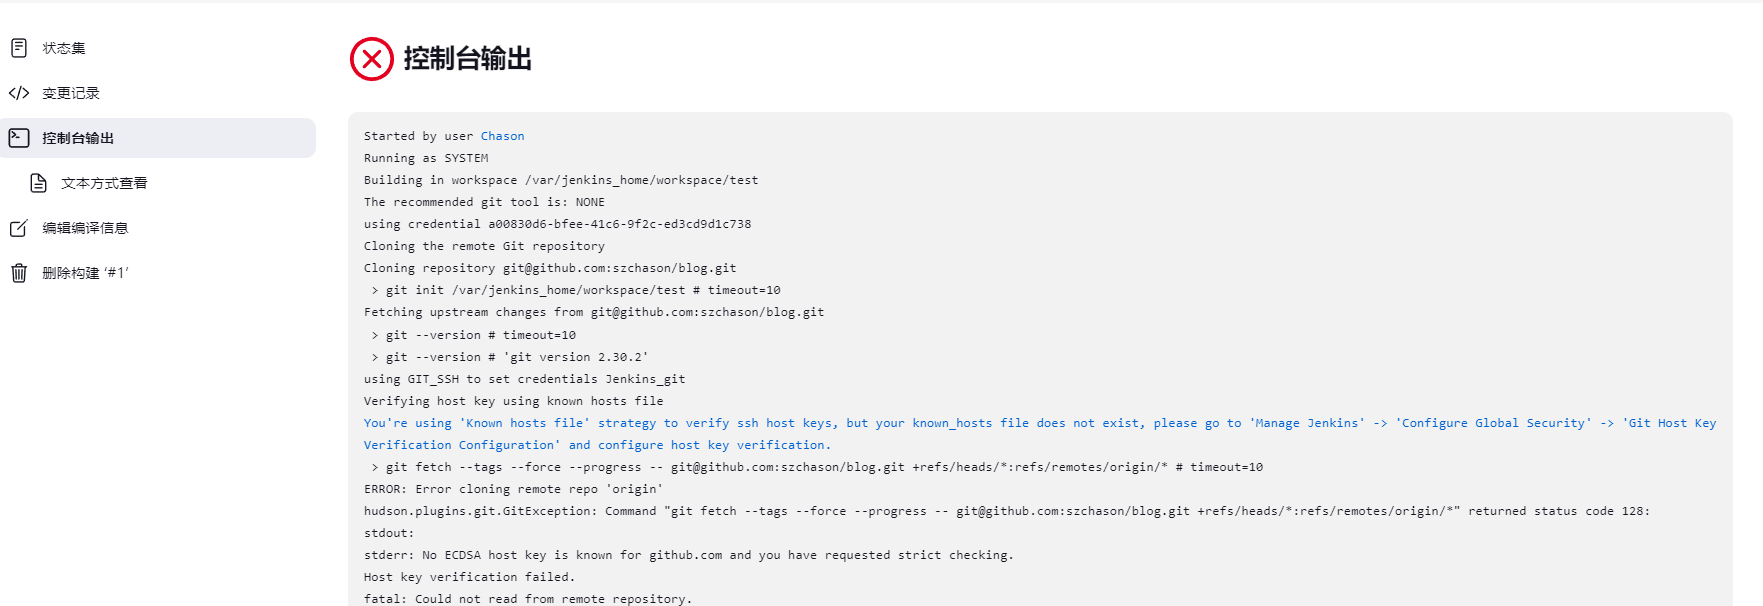 状态集
变更记录
控制台输出
文本方式查看
编辑编译信息
删除构建 ‘#1’
控制台输出
Started by user Chason
Running as SYSTEM
Building in workspace /var/jenkins_home/workspace/test
The recommended git tool is: NONE
using credential a00830d6-bfee-41c6-9f2c-ed3cd9d1c738
Cloning the remote Git repository
Cloning repository git@github.com:szchason/blog.git
 > git init /var/jenkins_home/workspace/test # timeout=10
Fetching upstream changes from git@github.com:szchason/blog.git
 > git --version # timeout=10
 > git --version # 'git version 2.30.2'
using GIT_SSH to set credentials Jenkins_git
Verifying host key using known hosts file
You're using 'Known hosts file' strategy to verify ssh host keys, but your known_hosts file does not exist, please go to 'Manage Jenkins' -> 'Configure Global Security' -> 'Git Host Key
Verification Configuration' and configure host key verification.
 > git fetch --tags --force --progress -- git@github.com:szchason/blog.git +refs/heads/*:refs/remotes/origin/* # timeout=10
ERROR: Error cloning remote repo 'origin'
hudson.plugins.git.GitException: Command "git fetch --tags --force --progress -- git@github.com:szchason/blog.git +refs/heads/*:refs/remotes/origin/*" returned status code 128:
stdout:
stderr: No ECDSA host key is known for github.com and you have requested strict checking.
Host key verification failed.
fatal: Could not read from remote repository.